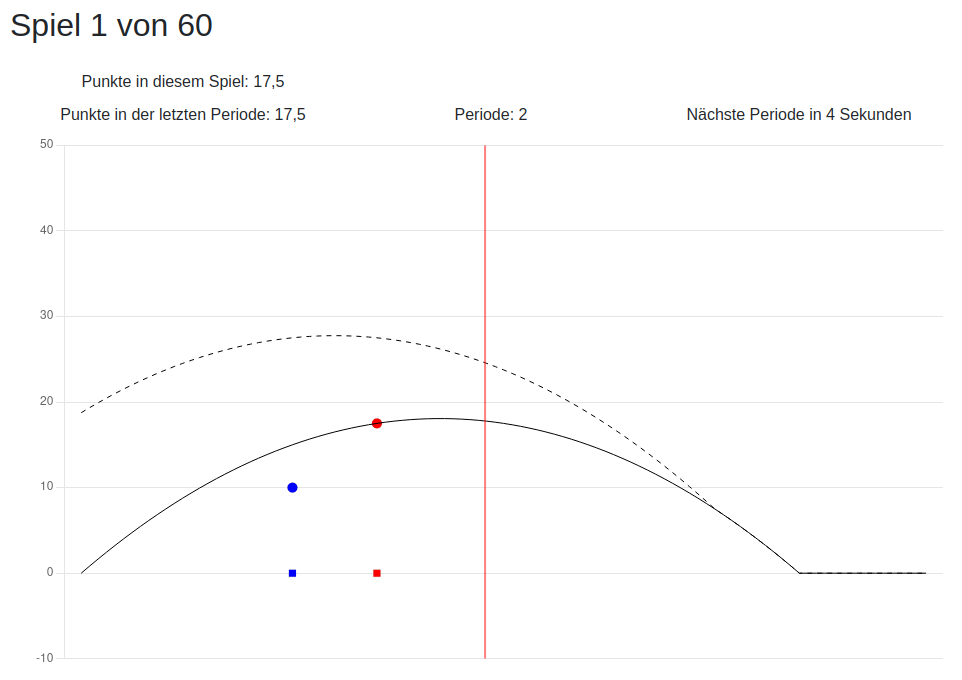 Spiel 1 von 60
Punkte in diesem Spiel: 17,5
Punkte in der letzten Periode: 17,5
Periode: 2
Nächste Periode in 4 Sekunden
50
40
30
20
10
0
-10